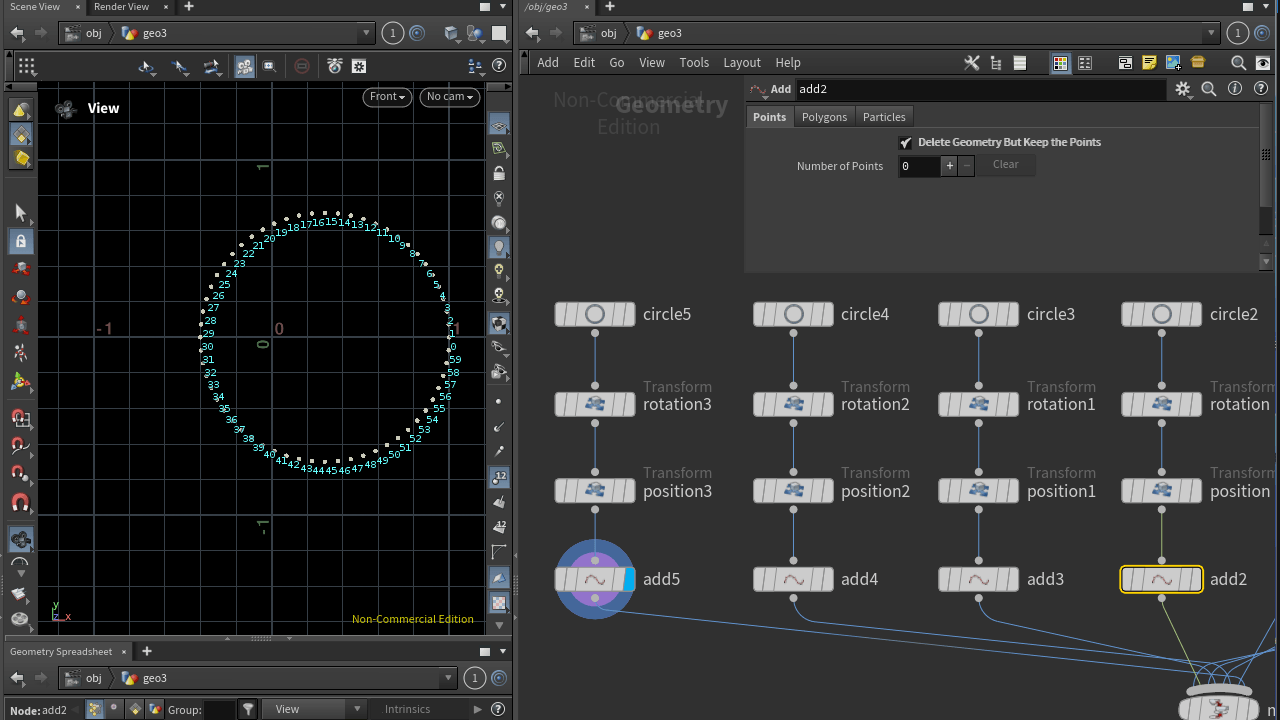 Scene View × Render View × +
/obj/geo3 × +
obj geo3 1
obj geo3 1
Add Edit Go View Tools Layout Help
View
Front No cam
Non-Commercial Edition
Geometry
Add add2
Points Polygons Particles
Delete Geometry But Keep the Points
Number of Points 0 + − Clear
1
-1 0 1
0
-1
19 18 17 16 15 14 13 12 11
20 10
21 9
22 8
23 7
24 6
25 5
26 4
27 3
28 2
29 1
30 0
31 59
32 58
33 57
34 56
35 55
36 54
37 53
38 52
39 51
40 41 42 43 44 45 46 47 48 49 50
y
z x
Non-Commercial Edition
12
12
circle5 circle4 circle3 circle2
Transform Transform Transform Transform
rotation3 rotation2 rotation1 rotation
Transform Transform Transform Transform
position3 position2 position1 position
add5 add4 add3 add2
Geometry Spreadsheet × +
obj geo3 1
Node: add2 Group: View Intrinsics